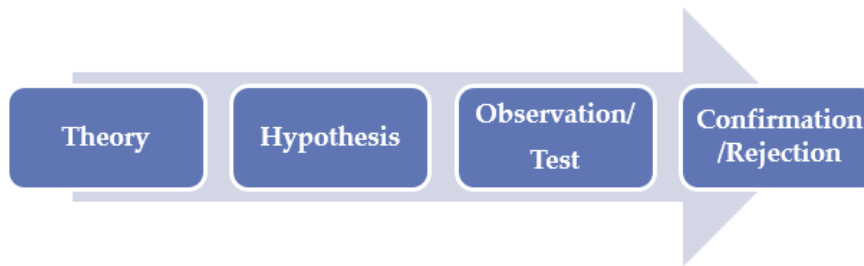 Theory
Hypothesis
Observation/
Test
Confirmation
/Rejection